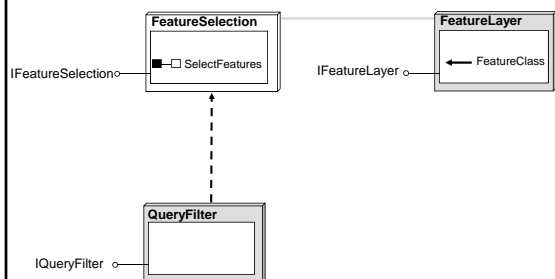 FeatureSelection
SelectFeatures
IFeatureSelection
FeatureLayer
FeatureClass
IFeatureLayer
QueryFilter
IQueryFilter